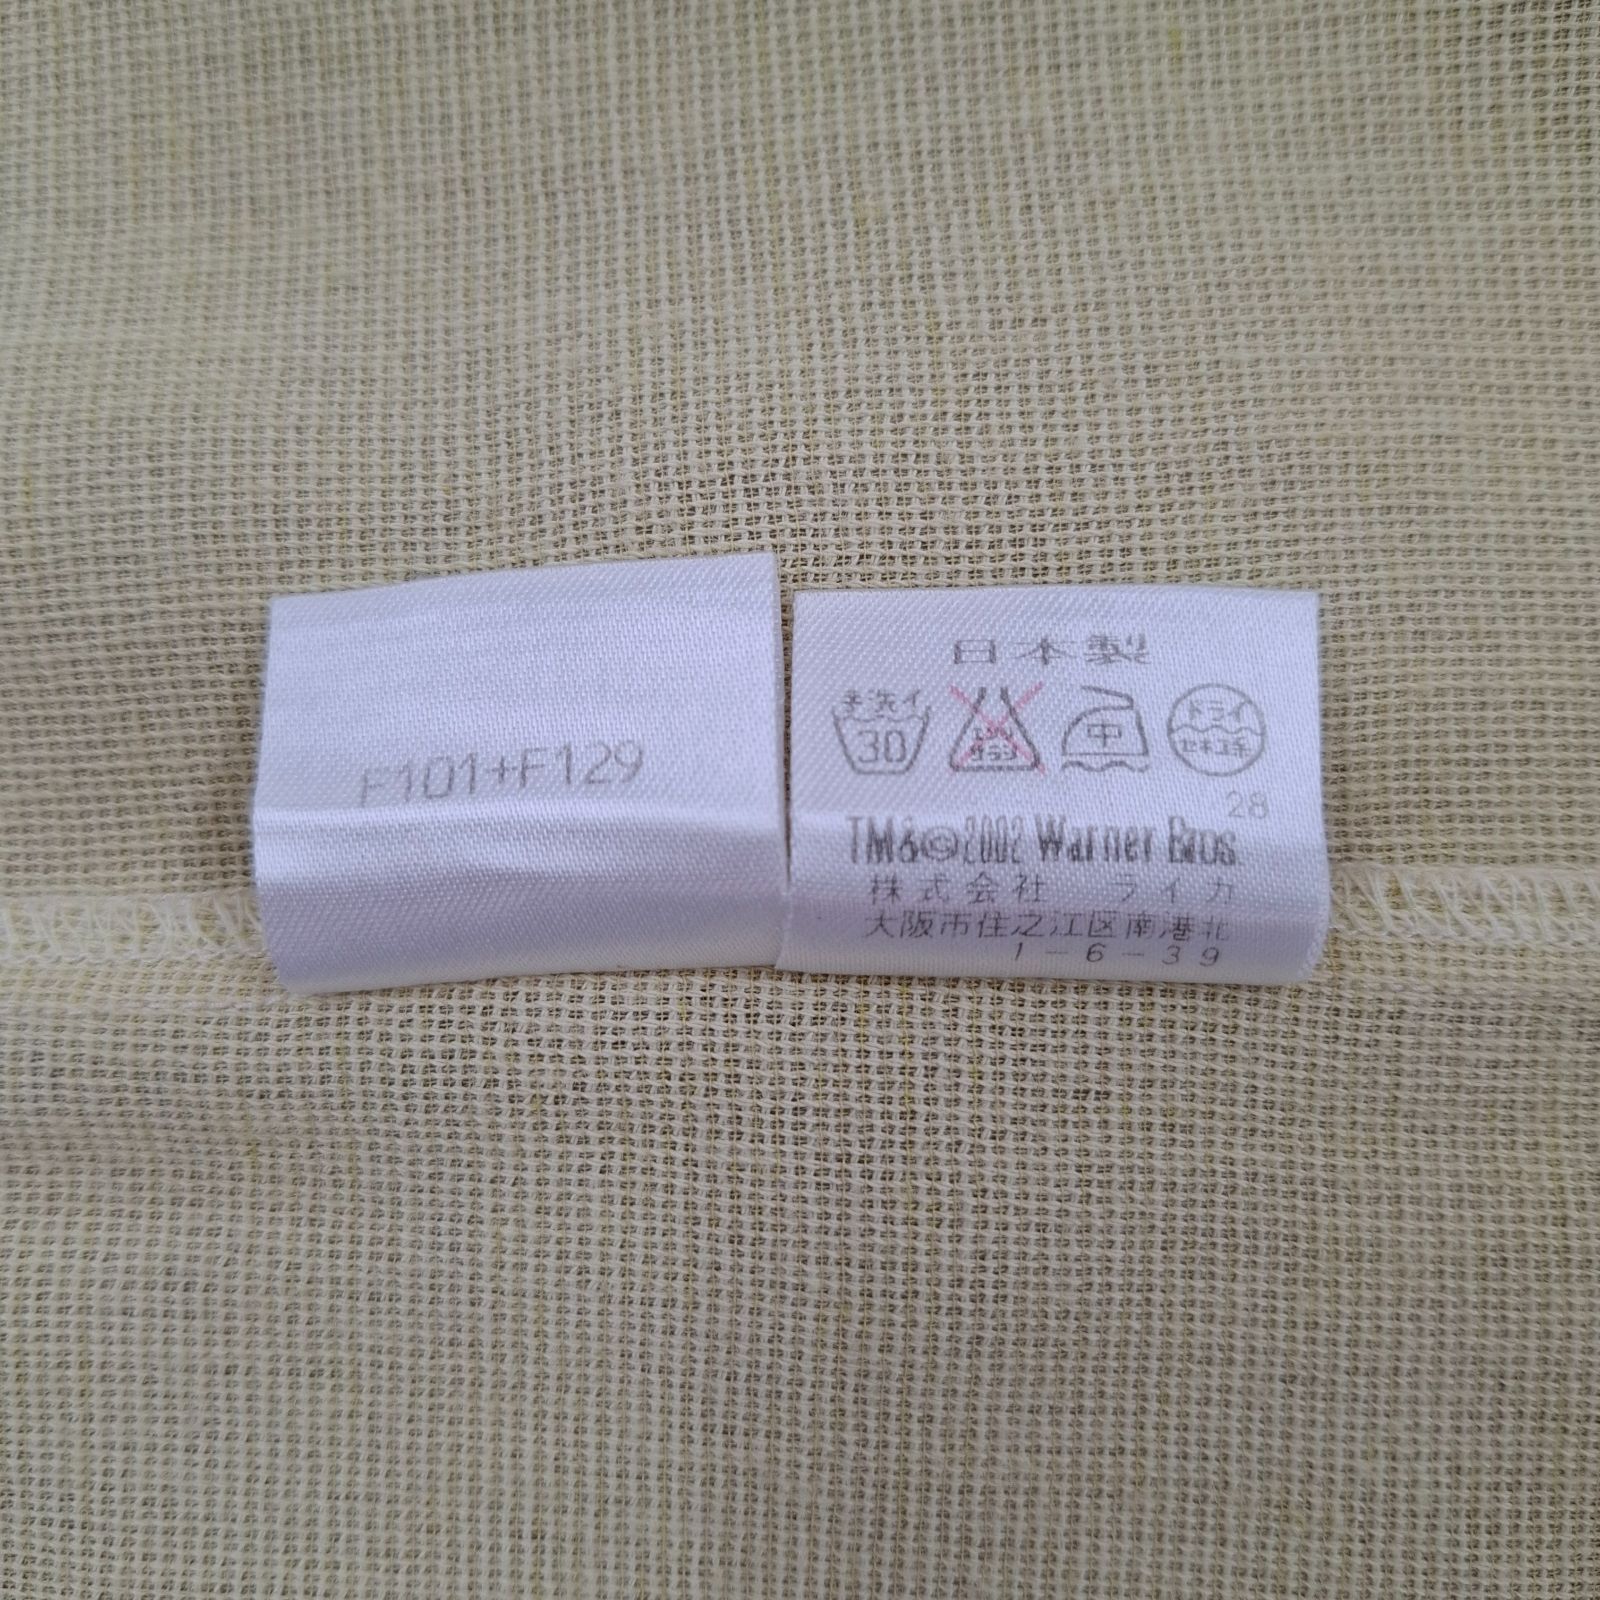 F101+F129
日本製
手洗イ 30
エンソ サラシ
中
ドライ セキユ系
28
TM&©2002 Warner Bros.
株式会社 ライカ
大阪市住之江区南港北
1-6-39